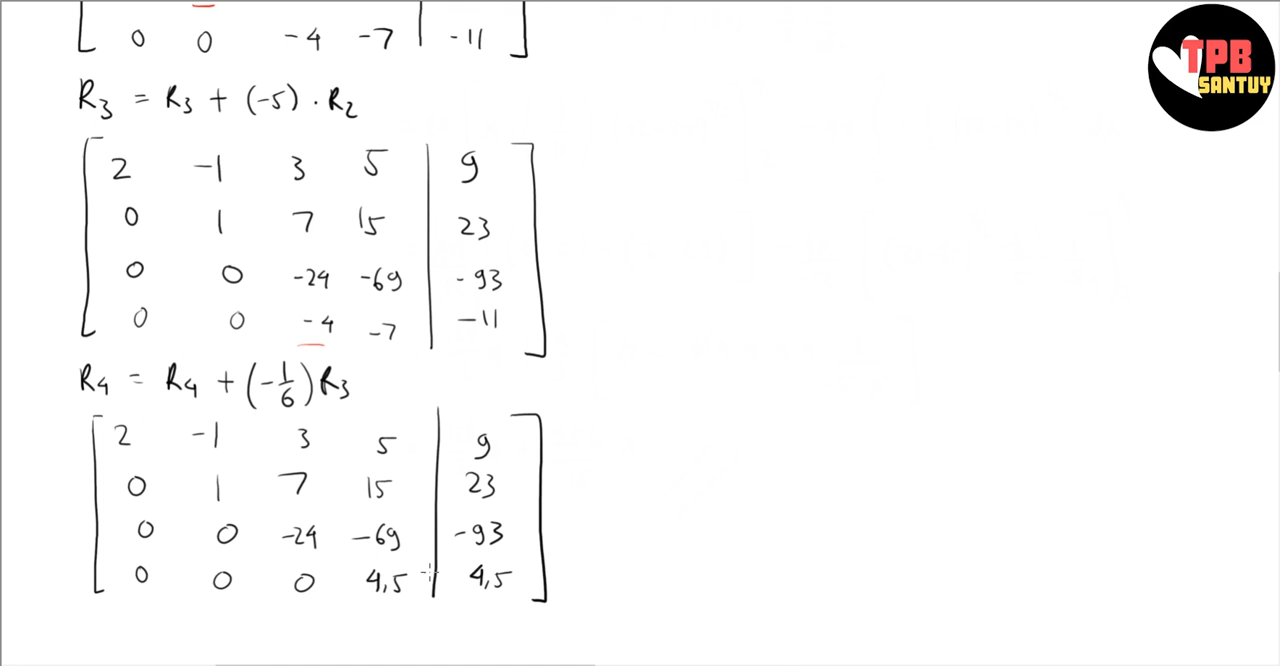 0 0 -4 -7 | -11
TPB
SANTUY
R3 = R3 + (-5) . R2
2 -1 3 5 | 9
0 1 7 15 | 23
0 0 -24 -69 | -93
0 0 -4 -7 | -11
R4 = R4 + (-1/6) R3
2 -1 3 5 | 9
0 1 7 15 | 23
0 0 -24 -69 | -93
0 0 0 4,5 | 4,5